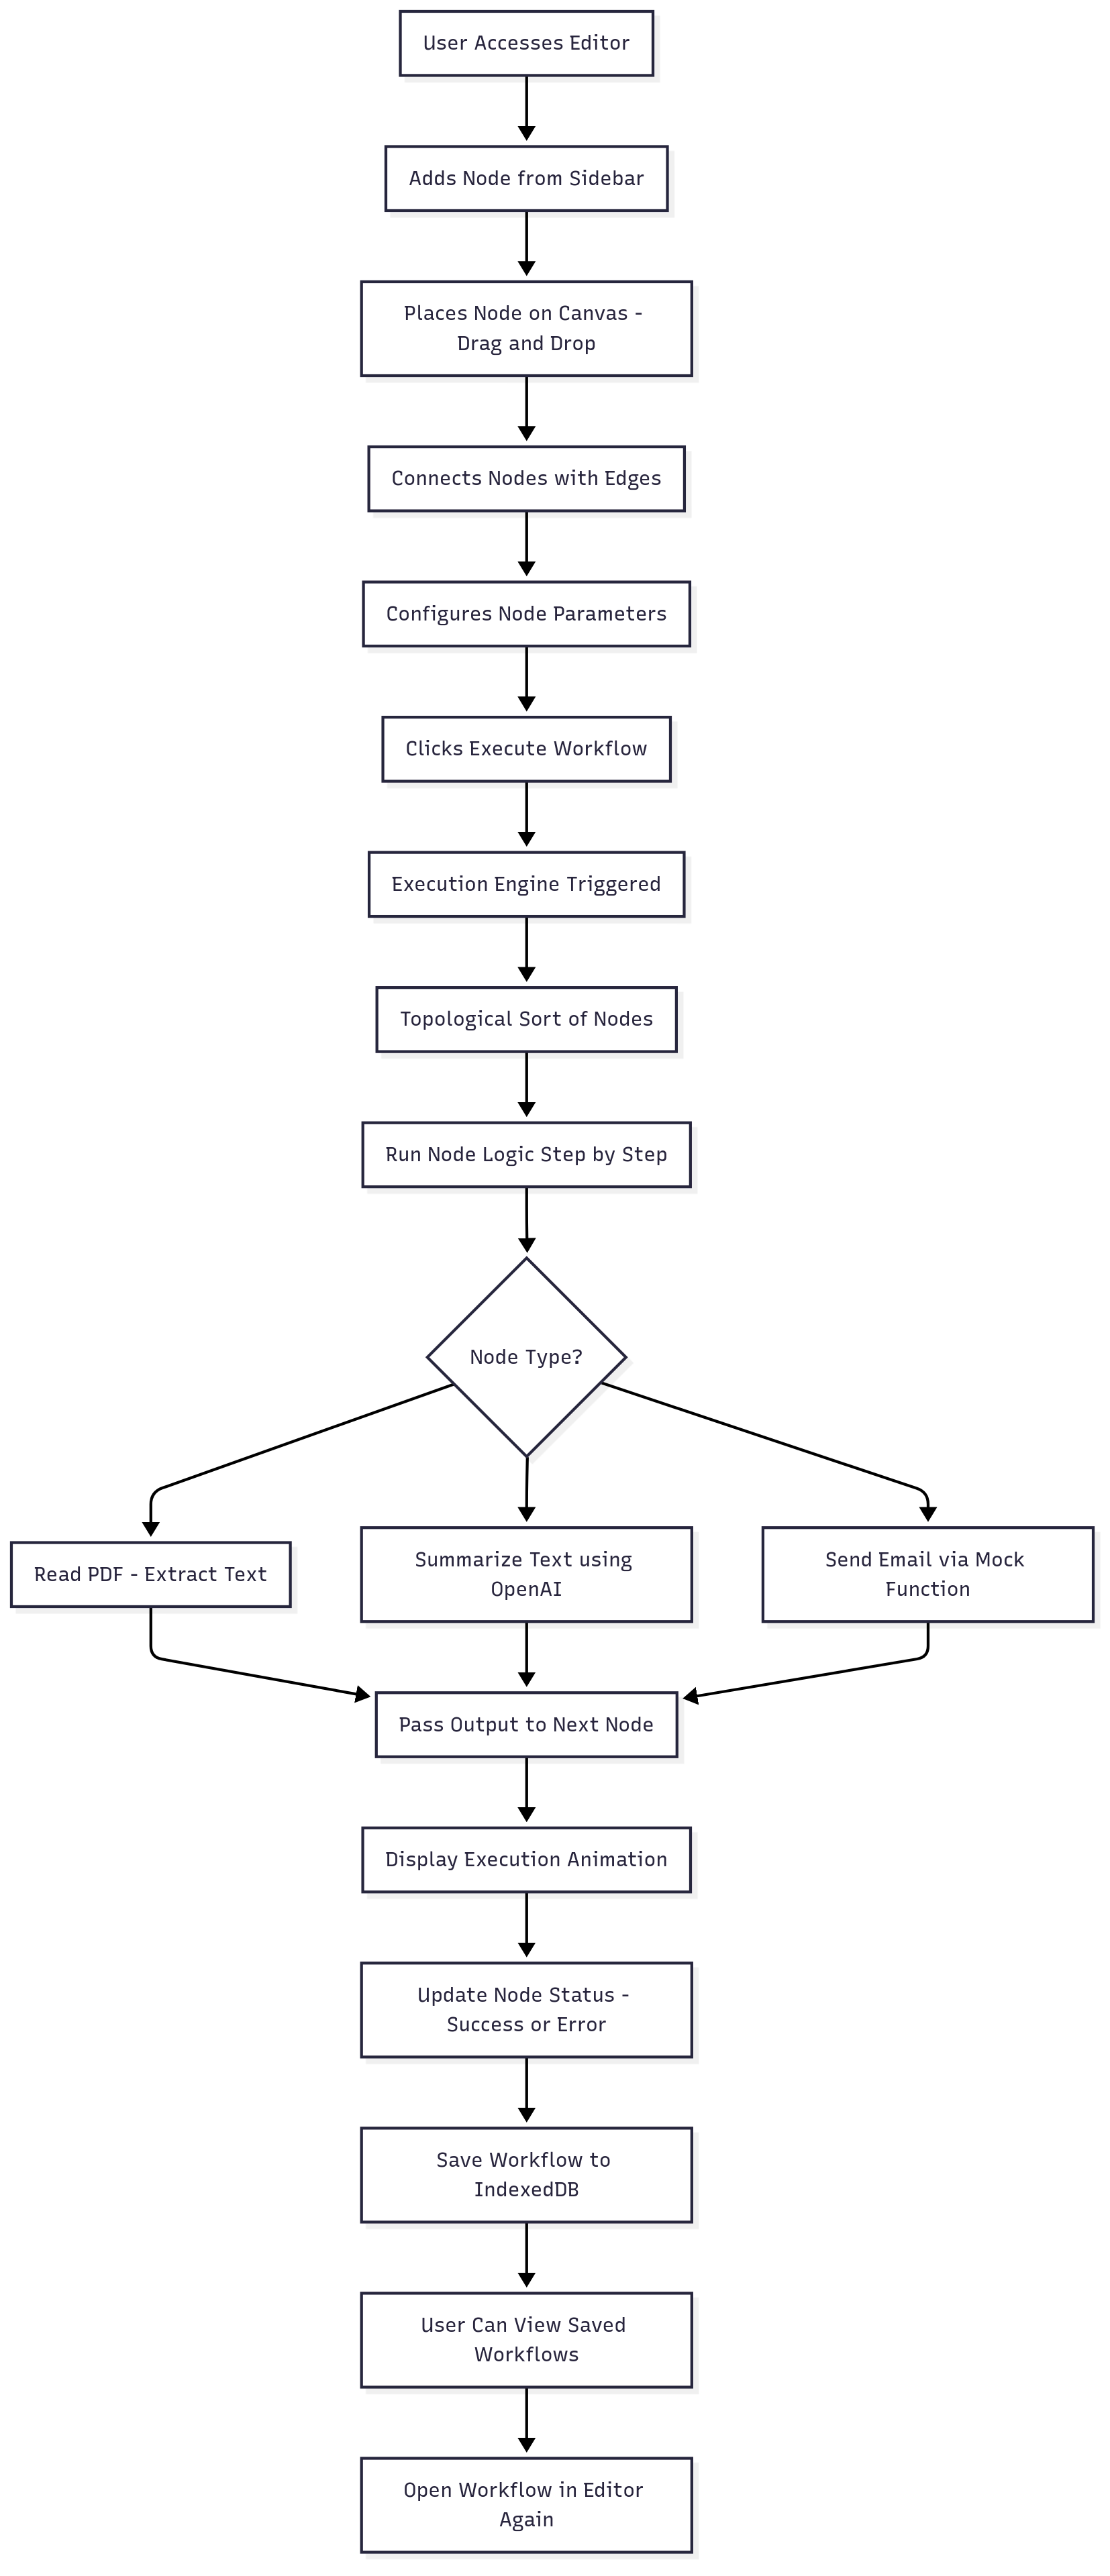 User Accesses Editor
Adds Node from Sidebar
Places Node on Canvas -
Drag and Drop
Connects Nodes with Edges
Configures Node Parameters
Clicks Execute Workflow
Execution Engine Triggered
Topological Sort of Nodes
Run Node Logic Step by Step
Node Type?
Read PDF - Extract Text
Summarize Text using
OpenAI
Send Email via Mock
Function
Pass Output to Next Node
Display Execution Animation
Update Node Status -
Success or Error
Save Workflow to
IndexedDB
User Can View Saved
Workflows
Open Workflow in Editor
Again